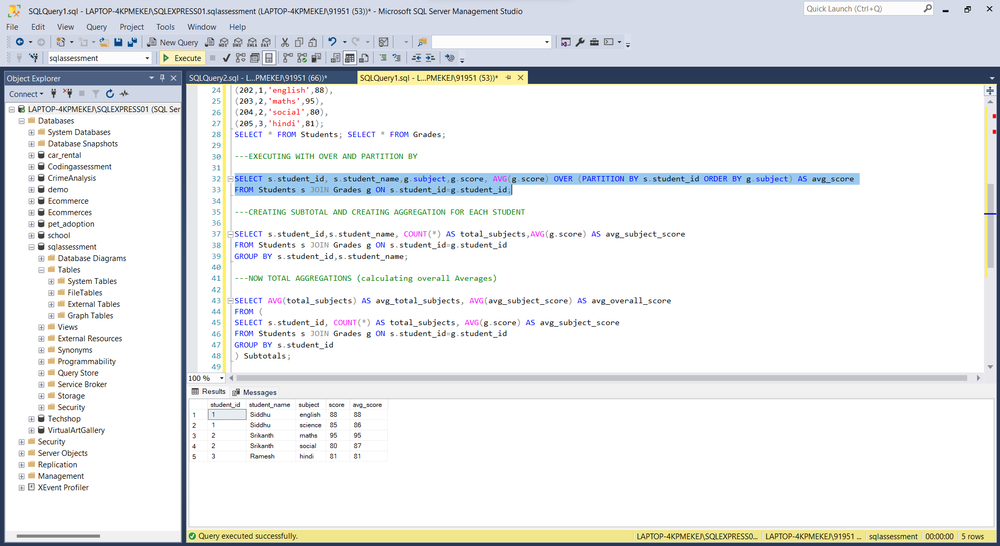 SQLQuery1.sql - LAPTOP-4KPMEKEJ\SQLEXPRESS01.sqlassessment (LAPTOP-4KPMEKEJ\91951 (53))* - Microsoft SQL Server Management Studio
Quick Launch (Ctrl+Q)
File Edit View Query Project Tools Window Help
New Query MDX DMX XMLA DAX
sqlassessment Execute
Object Explorer
Connect
LAPTOP-4KPMEKEJ\SQLEXPRESS01 (SQL Ser
Databases
System Databases
Database Snapshots
car_rental
Codingassessment
CrimeAnalysis
demo
Ecommerce
Ecommerces
pet_adoption
school
sqlassessment
Database Diagrams
Tables
System Tables
FileTables
External Tables
Graph Tables
Views
External Resources
Synonyms
Programmability
Query Store
Service Broker
Storage
Security
Techshop
VirtualArtGallery
Security
Server Objects
Replication
Management
XEvent Profiler
SQLQuery2.sql - L...PMEKEJ\91951 (66))* SQLQuery1.sql - L...PMEKEJ\91951 (53))*
24 (202,1,'english',88),
25 (203,2,'maths',95),
26 (204,2,'social',80),
27 (205,3,'hindi',81);
28 SELECT * FROM Students; SELECT * FROM Grades;
29
30 ---EXECUTING WITH OVER AND PARTITION BY
31
32 SELECT s.student_id, s.student_name,g.subject,g.score, AVG(g.score) OVER (PARTITION BY s.student_id ORDER BY g.subject) AS avg_score
33 FROM Students s JOIN Grades g ON s.student_id=g.student_id;
34
35 ---CREATING SUBTOTAL AND CREATING AGGREGATION FOR EACH STUDENT
36
37 SELECT s.student_id,s.student_name, COUNT(*) AS total_subjects,AVG(g.score) AS avg_subject_score
38 FROM Students s JOIN Grades g ON s.student_id=g.student_id
39 GROUP BY s.student_id,s.student_name;
40
41 ---NOW TOTAL AGGREGATIONS (calculating overall Averages)
42
43 SELECT AVG(total_subjects) AS avg_total_subjects, AVG(avg_subject_score) AS avg_overall_score
44 FROM (
45 SELECT s.student_id, COUNT(*) AS total_subjects, AVG(g.score) AS avg_subject_score
46 FROM Students s JOIN Grades g ON s.student_id=g.student_id
47 GROUP BY s.student_id
48 ) Subtotals;
49
100 %
Results Messages
student_id student_name subject score avg_score
1 1 Siddhu english 88 88
2 1 Siddhu science 85 86
3 2 Srikanth maths 95 95
4 2 Srikanth social 80 87
5 3 Ramesh hindi 81 81
Query executed successfully. LAPTOP-4KPMEKEJ\SQLEXPRESS0... LAPTOP-4KPMEKEJ\91951 ... sqlassessment 00:00:00 5 rows